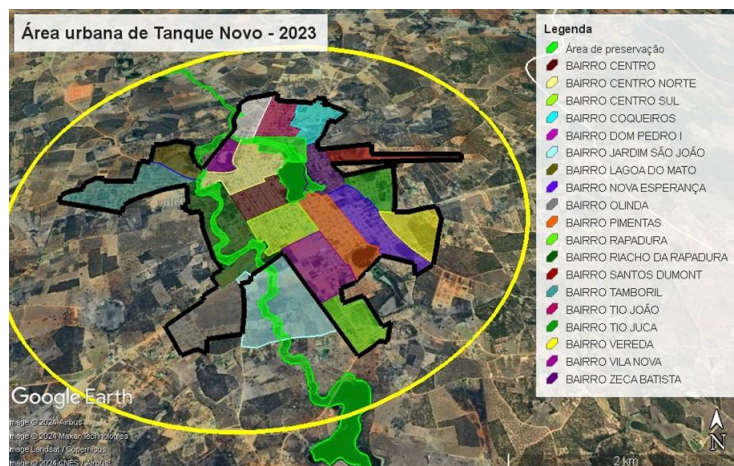 Área urbana de Tanque Novo - 2023
Legenda
Área de preservação
BAIRRO CENTRO
BAIRRO CENTRO NORTE
BAIRRO CENTRO SUL
BAIRRO COQUEIROS
BAIRRO DOM PEDRO I
BAIRRO JARDIM SÃO JOÃO
BAIRRO LAGOA DO MATO
BAIRRO NOVA ESPERANÇA
BAIRRO OLINDA
BAIRRO PIMENTAS
BAIRRO RAPADURA
BAIRRO RIACHO DA RAPADURA
BAIRRO SANTOS DUMONT
BAIRRO TAMBORIL
BAIRRO TIO JOÃO
BAIRRO TIO JUCA
BAIRRO VEREDA
BAIRRO VILA NOVA
BAIRRO ZECA BATISTA
Google Earth
Image © 2024 Airbus
Image © 2024 Maxar Technologies
Image Landsat / Copernicus
Image © 2024 CNES / Airbus
2 km
N